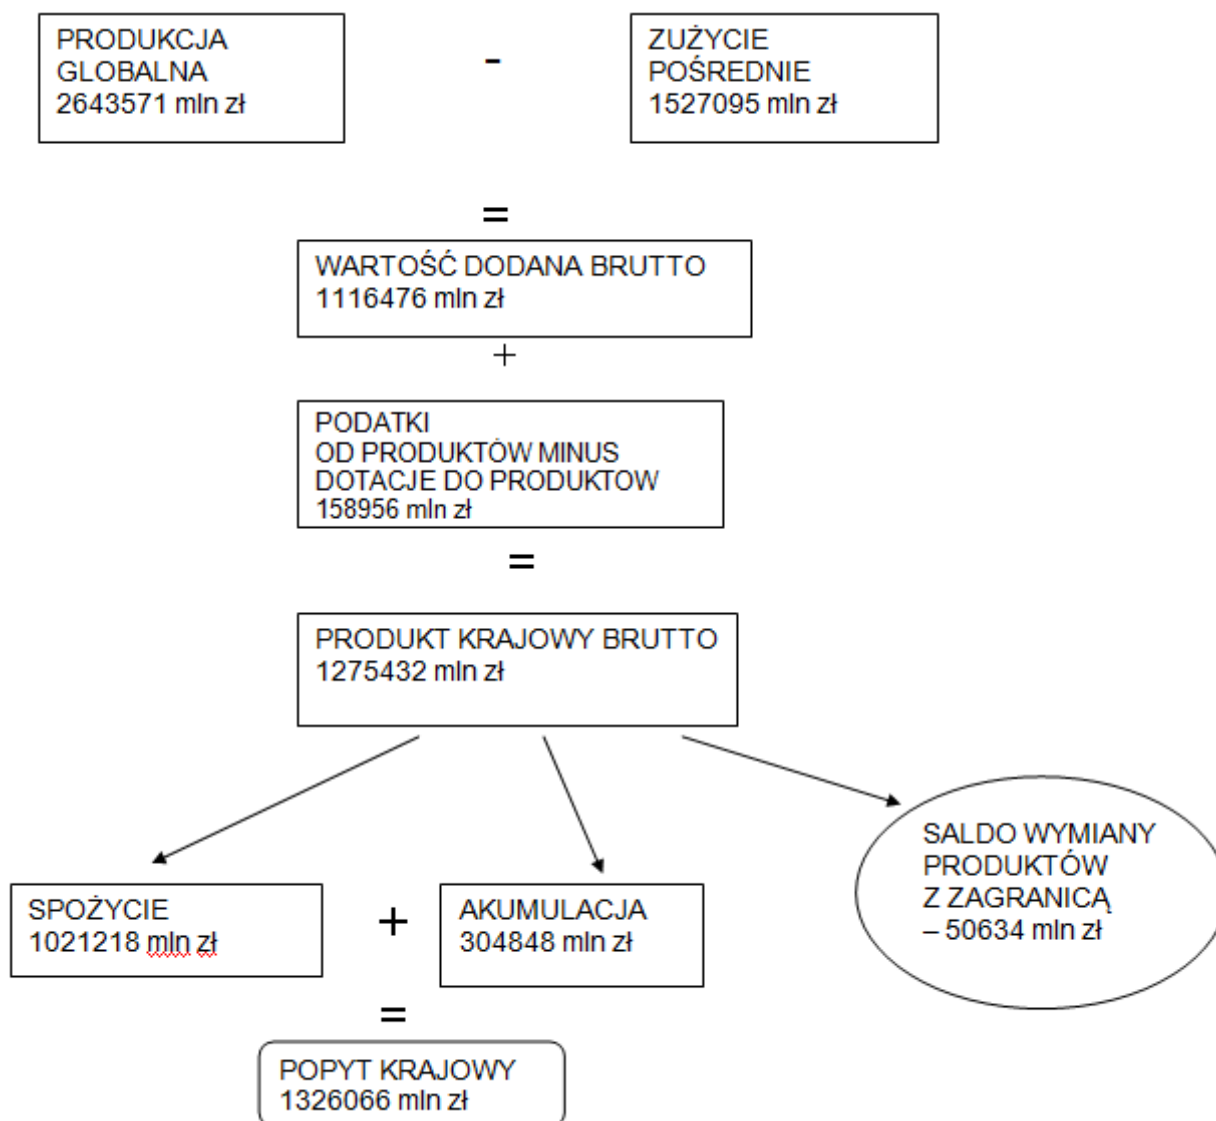 PRODUKCJA
GLOBALNA
2643571 mln zł
-
ZUŻYCIE
POŚREDNIE
1527095 mln zł
=
WARTOŚĆ DODANA BRUTTO
1116476 mln zł
+
PODATKI
OD PRODUKTÓW MINUS
DOTACJE DO PRODUKTOW
158956 mln zł
=
PRODUKT KRAJOWY BRUTTO
1275432 mln zł
SPOŻYCIE
1021218 mln zł
+
AKUMULACJA
304848 mln zł
SALDO WYMIANY
PRODUKTÓW
Z ZAGRANICĄ
– 50634 mln zł
=
POPYT KRAJOWY
1326066 mln zł